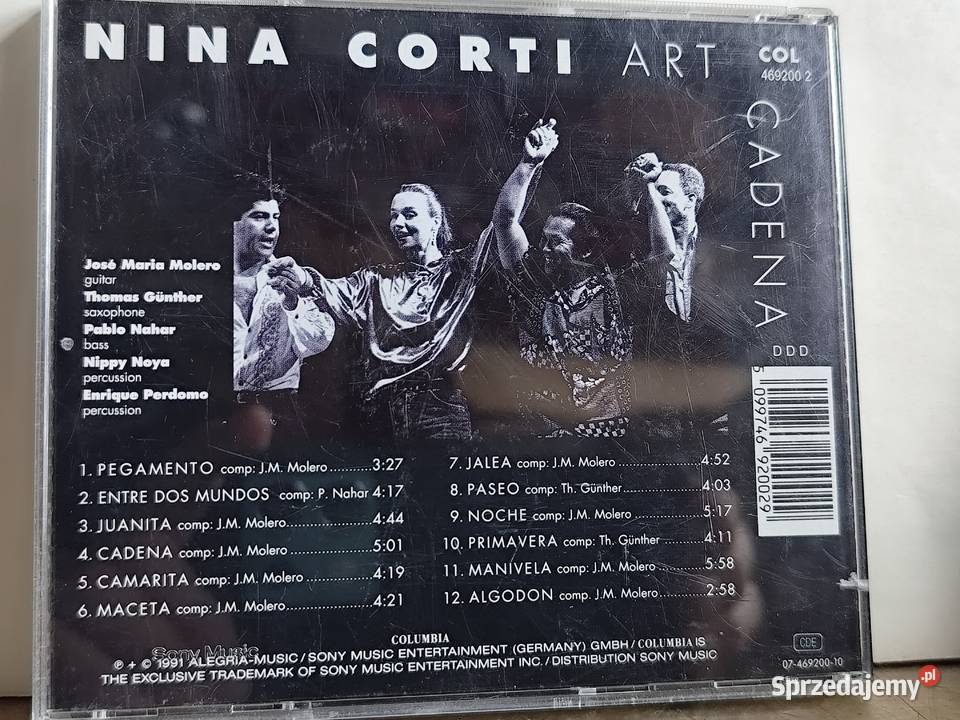 NINA CORTI ART
CADENA
COL
469200 2
José Maria Molero
guitar
Thomas Günther
saxophone
Pablo Nahar
bass
Nippy Noya
percussion
Enrique Perdomo
percussion
DDD
5 099746 920029
1. PEGAMENTO comp: J.M. Molero..........3:27
2. ENTRE DOS MUNDOS comp: P. Nahar 4:17
3. JUANITA comp: J.M. Molero..........4:44
4. CADENA comp: J.M. Molero..........5:01
5. CAMARITA comp: J.M. Molero..........4:19
6. MACETA comp: J.M. Molero..........4:21
7. JALEA comp: J.M. Molero..........4:52
8. PASEO comp: Th. Günther..........4:03
9. NOCHE comp: J.M. Molero..........5:17
10. PRIMAVERA comp: Th. Günther..........4:11
11. MANIVELA comp: J.M. Molero..........5:58
12. ALGODON comp. J.M. Molero..........2:58
COLUMBIA
Sony Music
℗ + © 1991 ALEGRIA-MUSIC / SONY MUSIC ENTERTAINMENT (GERMANY) GMBH / COLUMBIA IS
THE EXCLUSIVE TRADEMARK OF SONY MUSIC ENTERTAINMENT INC. / DISTRIBUTION SONY MUSIC
CDE
07-469200-10
Sprzedajemy.pl